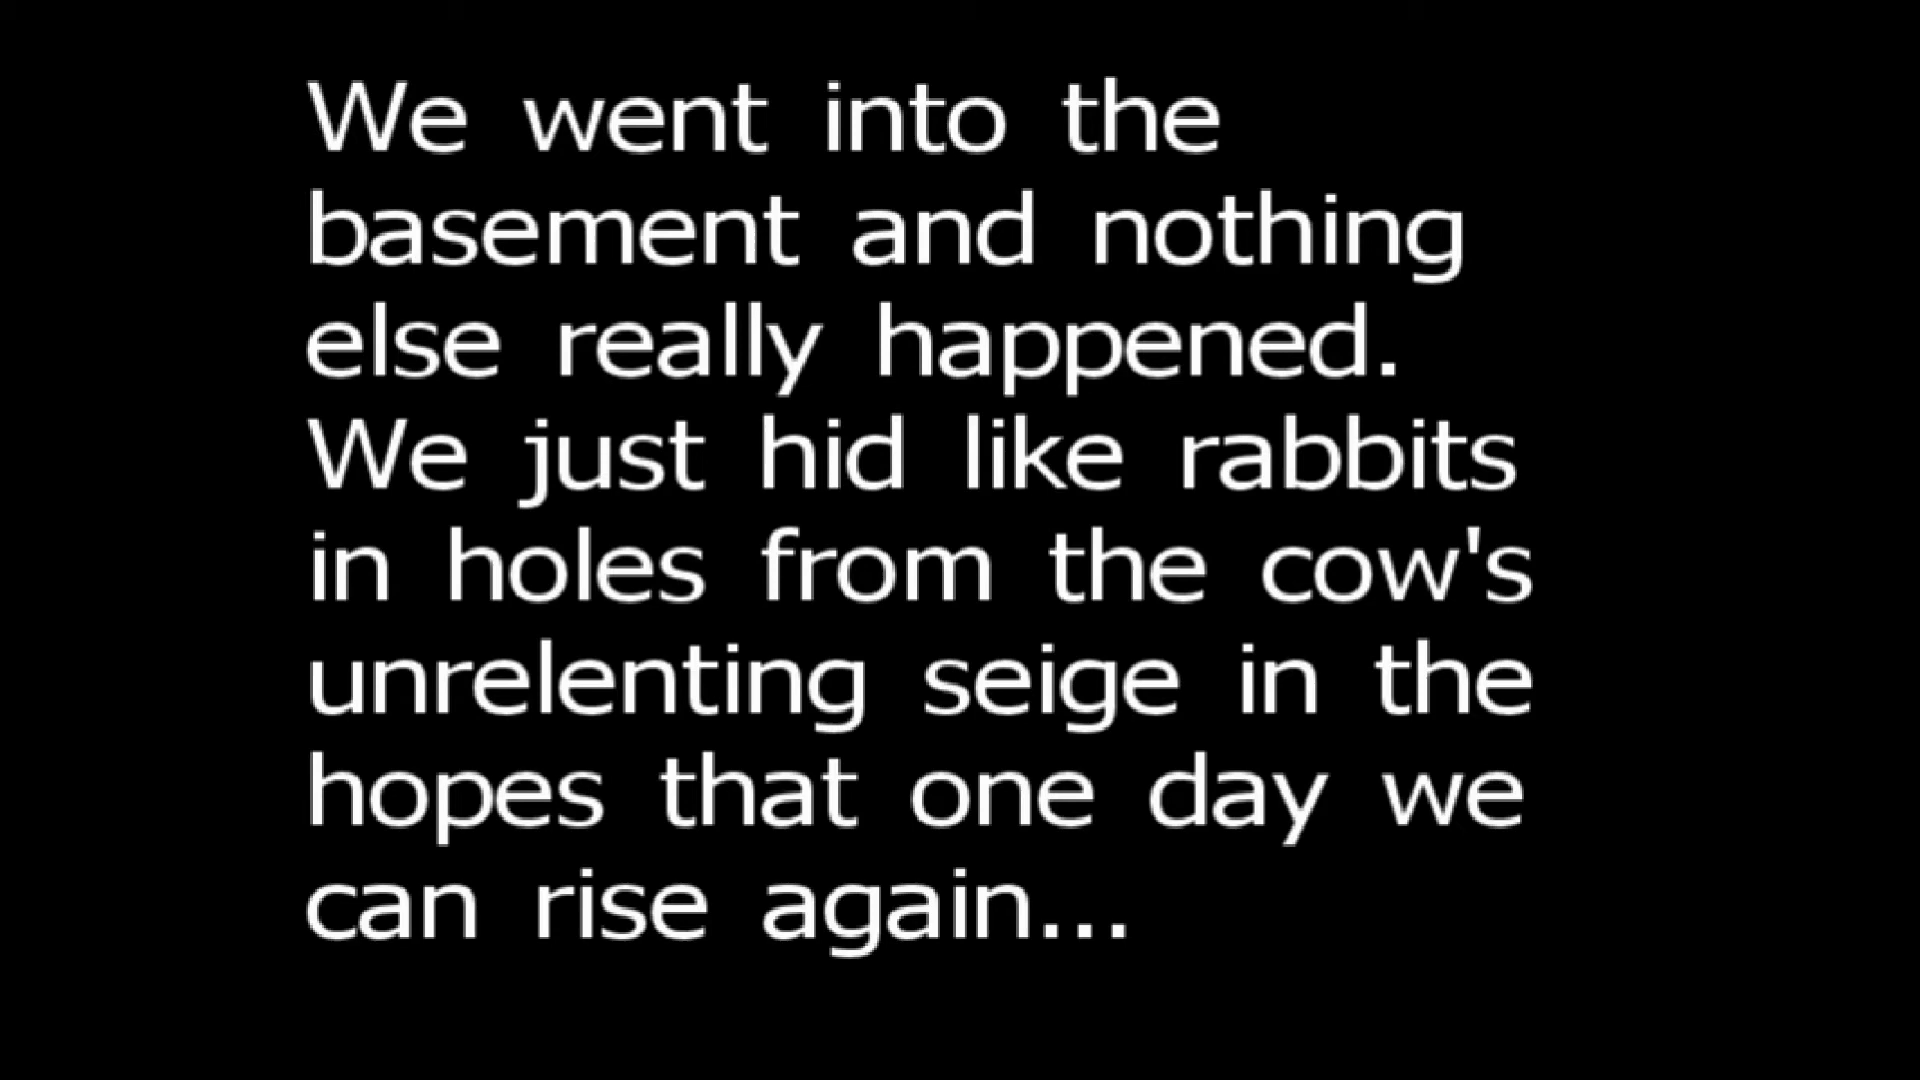 We went into the
basement and nothing
else really happened.
We just hid like rabbits
in holes from the cow's
unrelenting seige in the
hopes that one day we
can rise again...